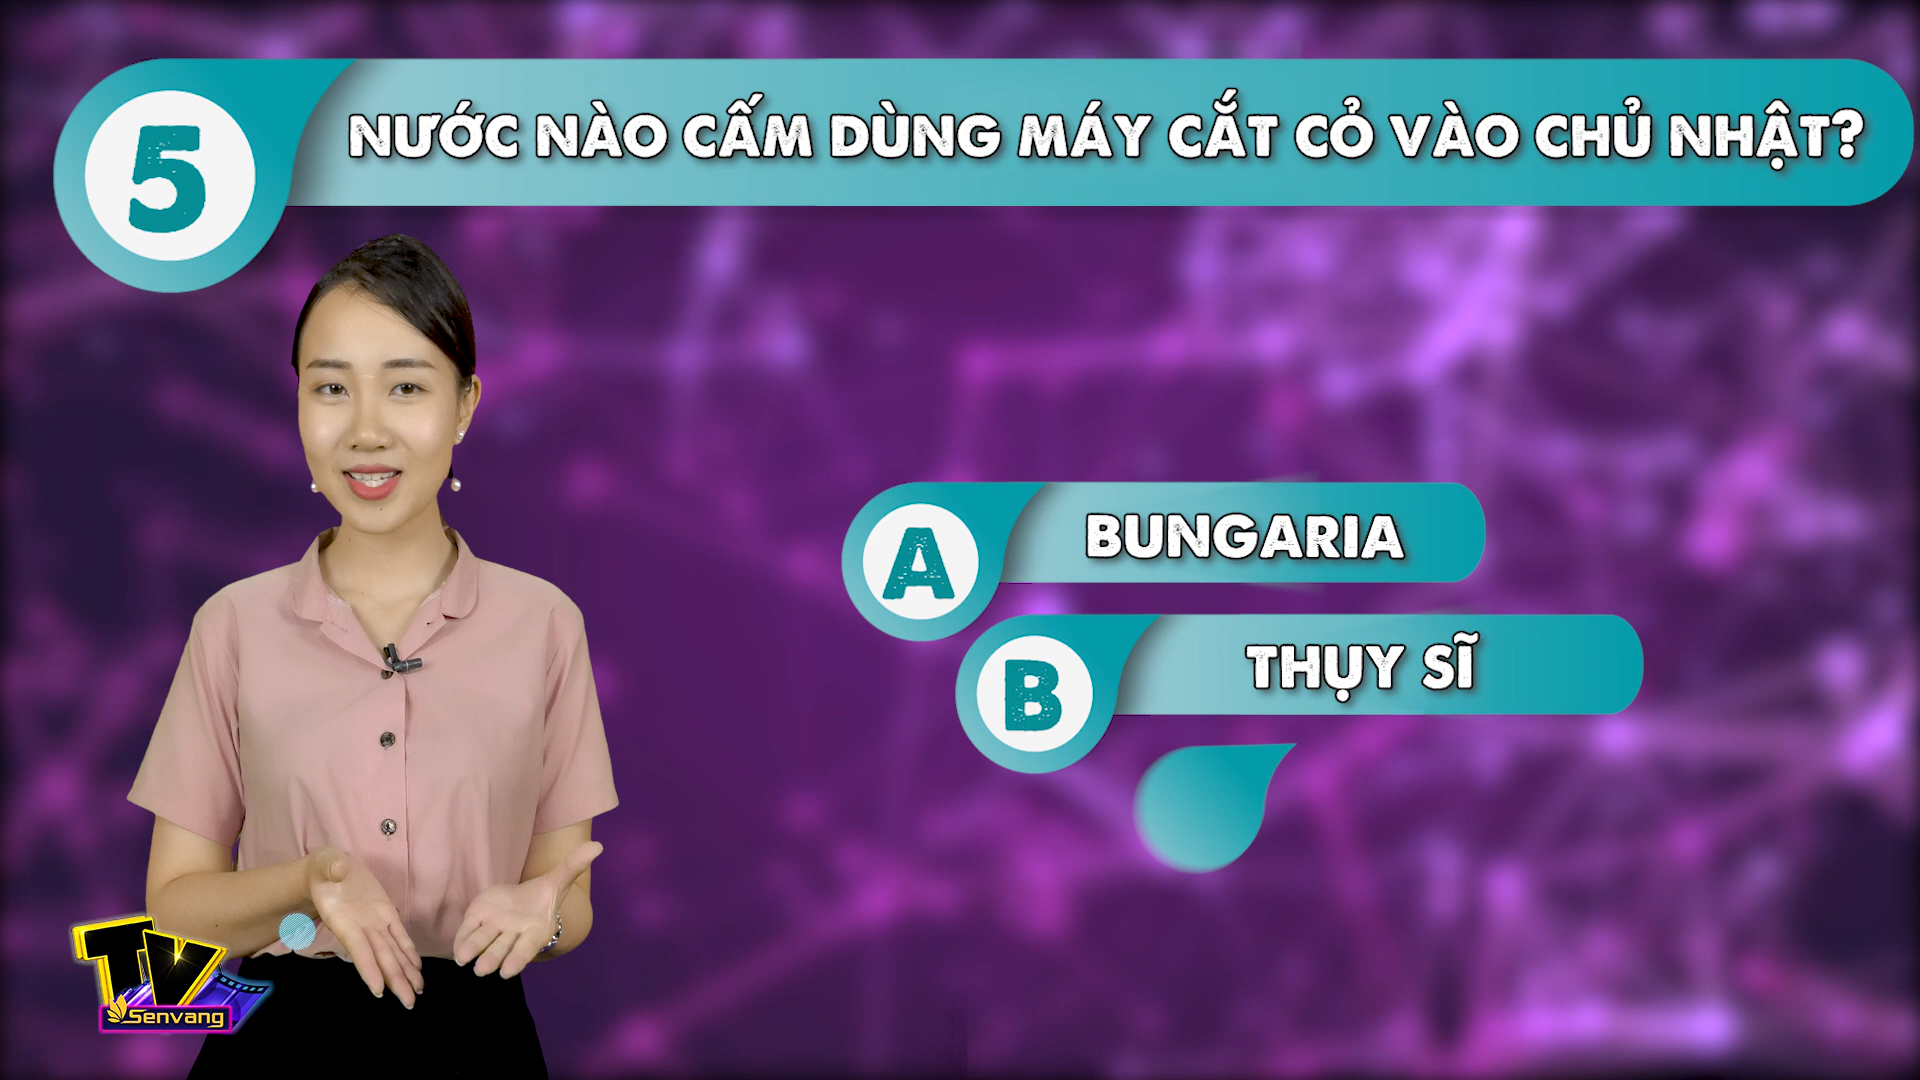 5
NƯỚC NÀO CẤM DÙNG MÁY CẮT CỎ VÀO CHỦ NHẬT?
A
BUNGARIA
B
THỤY SĨ
TV
Senvang